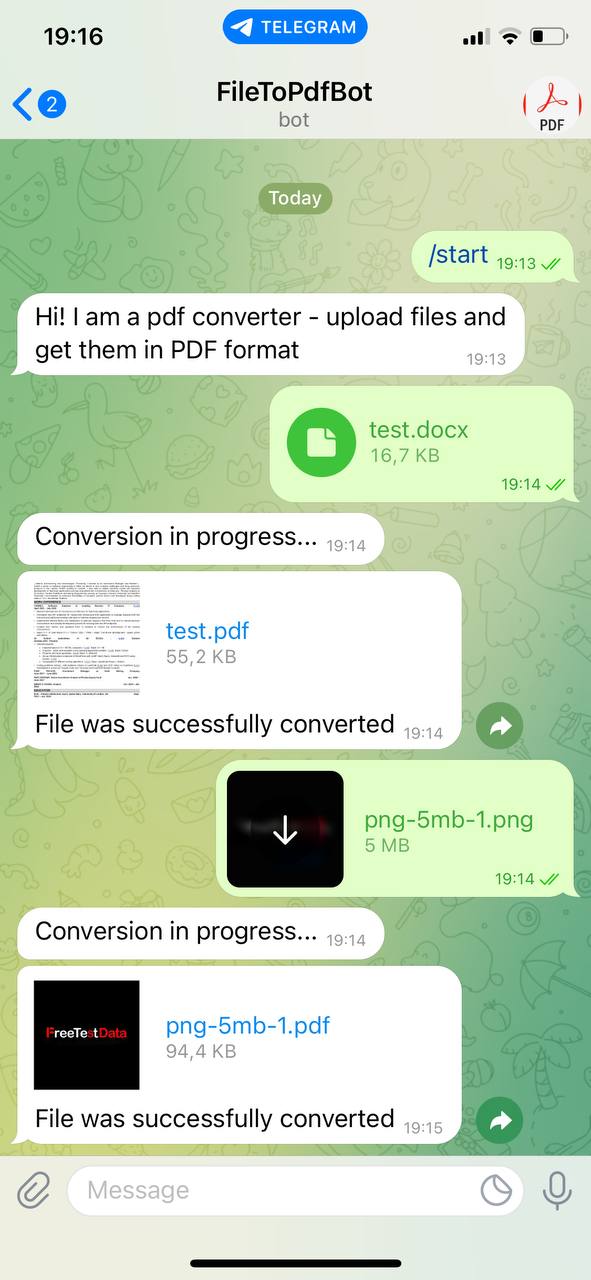 19:16
TELEGRAM
2
FileToPdfBot
bot
PDF
Today
/start 19:13
Hi! I am a pdf converter - upload files and
get them in PDF format
19:13
test.docx
16,7 KB
19:14
Conversion in progress... 19:14
test.pdf
55,2 KB
File was successfully converted 19:14
png-5mb-1.png
5 MB
19:14
Conversion in progress... 19:14
FreeTestData
png-5mb-1.pdf
94,4 KB
File was successfully converted 19:15
Message